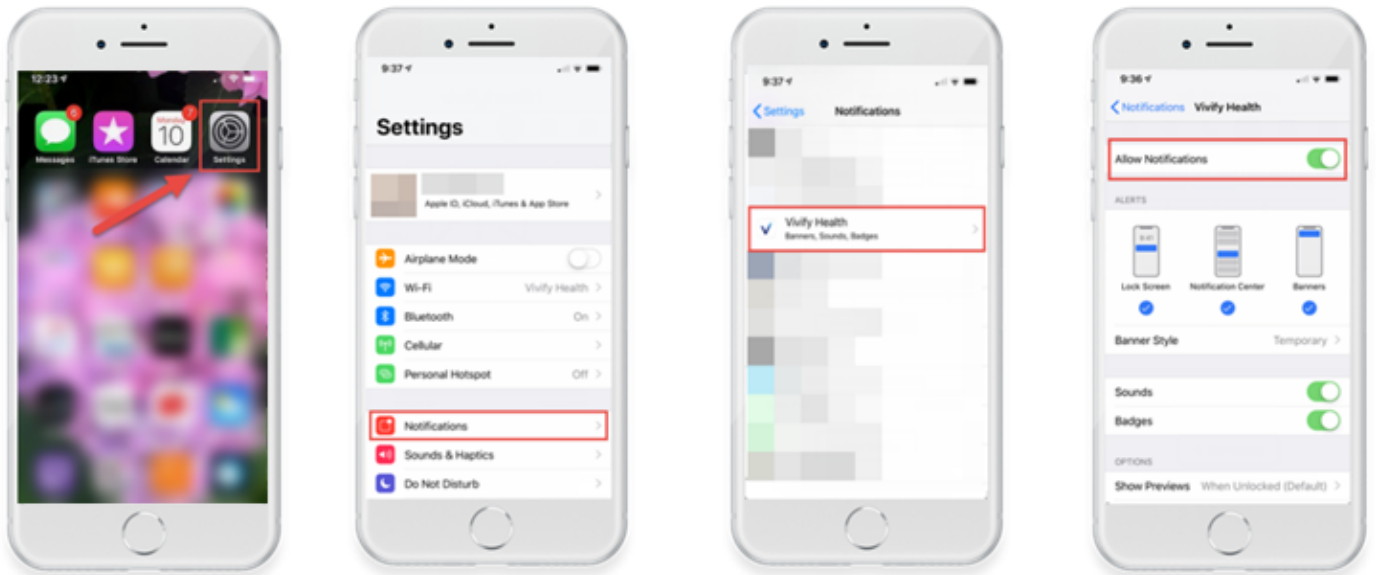 12:23
6
7
Monday
10
Messages
iTunes Store
Calendar
Settings
9:37
Settings
Apple ID, iCloud, iTunes & App Store
Airplane Mode
Wi-Fi Vivify Health
Bluetooth On
Cellular
Personal Hotspot Off
Notifications
Sounds & Haptics
Do Not Disturb
9:37
Settings Notifications
Vivify Health
Banners, Sounds, Badges
9:36
Notifications Vivify Health
Allow Notifications
ALERTS
9:41
Lock Screen Notification Center Banners
Banner Style Temporary
Sounds
Badges
OPTIONS
Show Previews When Unlocked (Default)